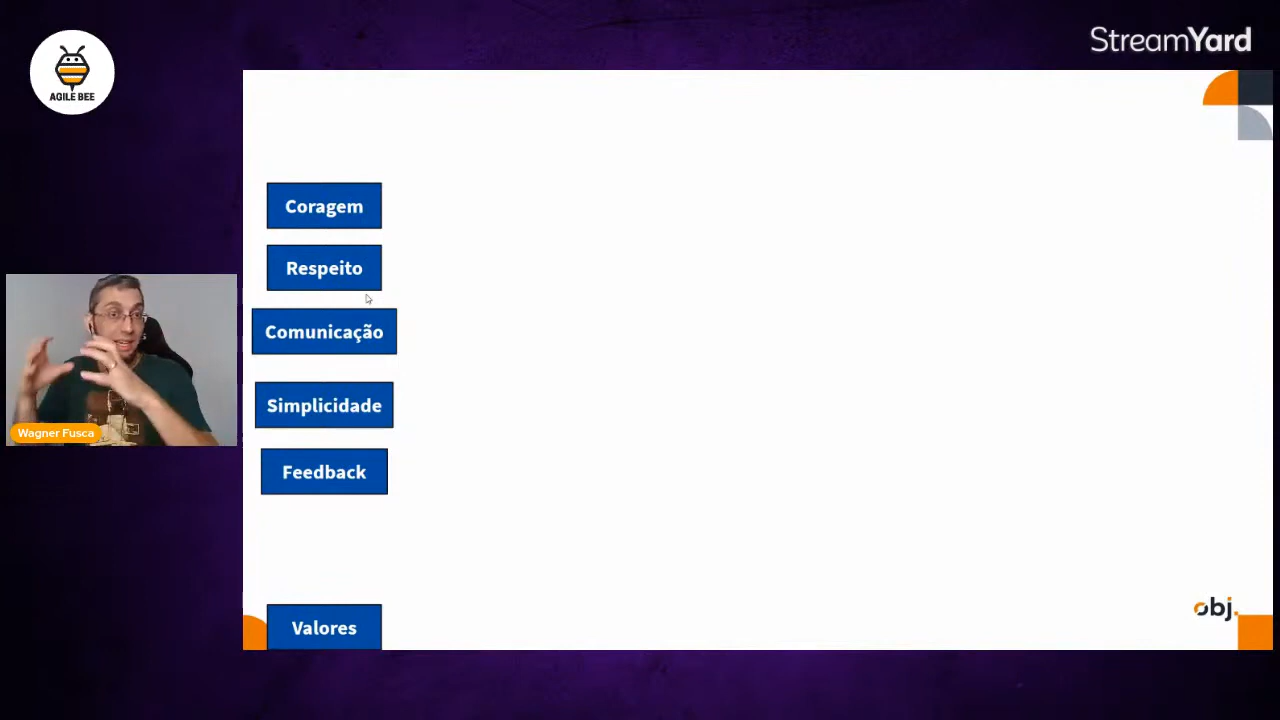 AGILE BEE
StreamYard
Coragem
Respeito
Comunicação
Simplicidade
Feedback
Valores
Wagner Fusca
obj.